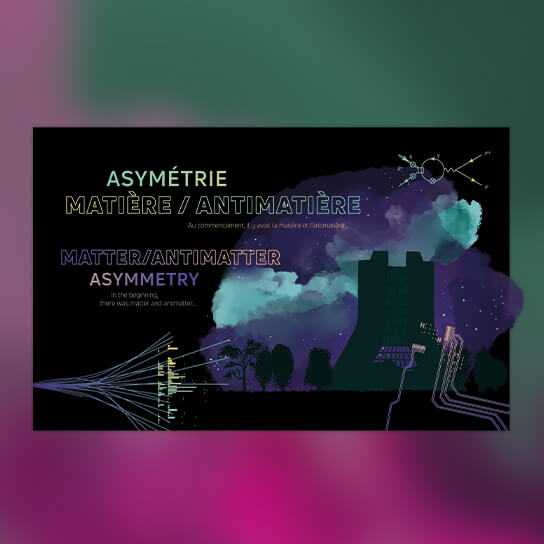 ASYMÉTRIE
MATIÈRE / ANTIMATIÈRE
Au commencement, il y avait la matière et l'antimatière...
MATTER/ANTIMATTER
ASYMMETRY
In the beginning,
there was matter and antimatter...